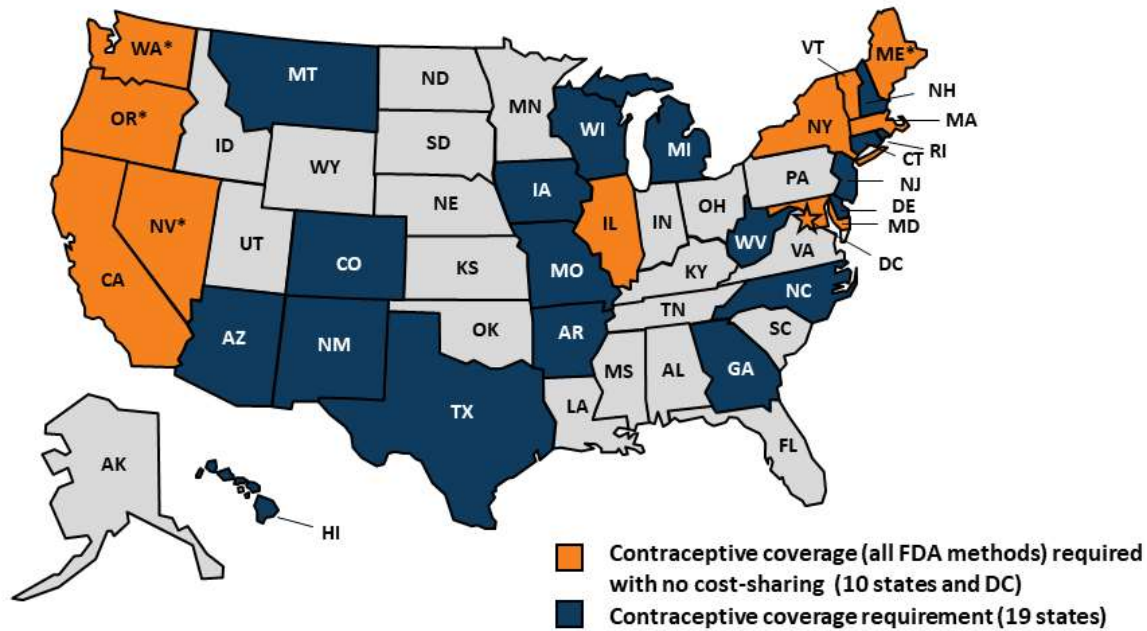 WA*
MT
ND
MN
VT
ME*
NH
OR*
ID
SD
WI
MI
NY
MA
RI
CT
WY
IA
PA
NJ
NE
DE
NV*
UT
IL
IN
OH
MD
CO
WV
VA
DC
CA
KS
MO
KY
NC
TN
AZ
NM
OK
AR
SC
MS
AL
GA
TX
LA
FL
AK
HI
Contraceptive coverage (all FDA methods) required
with no cost-sharing (10 states and DC)
Contraceptive coverage requirement (19 states)